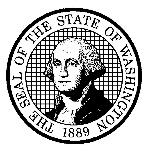 THE SEAL OF THE STATE OF WASHINGTON
1889